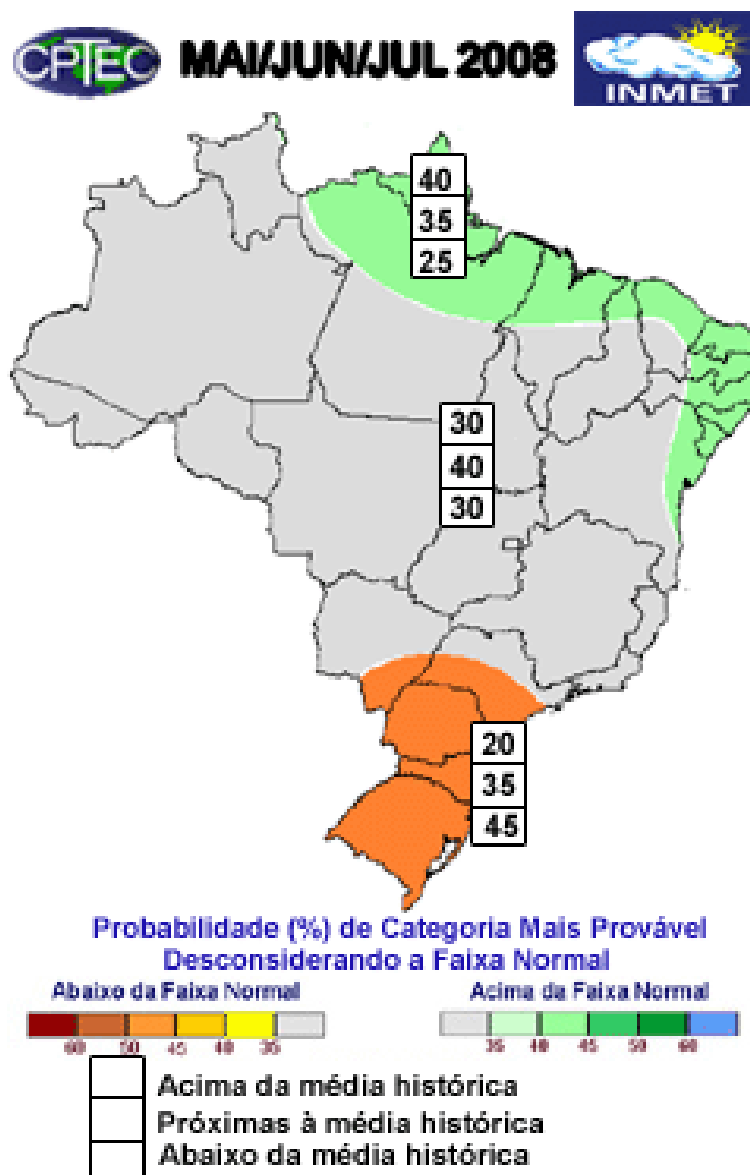 CPTEC MAI/JUN/JUL 2008
INMET
40
35
25
30
40
30
20
35
45
Probabilidade (%) de Categoria Mais Provável
Desconsiderando a Faixa Normal
Abaixo da Faixa Normal Acima da Faixa Normal
60 50 45 40 35 35 40 45 50 60
Acima da média histórica
Próximas à média histórica
Abaixo da média histórica